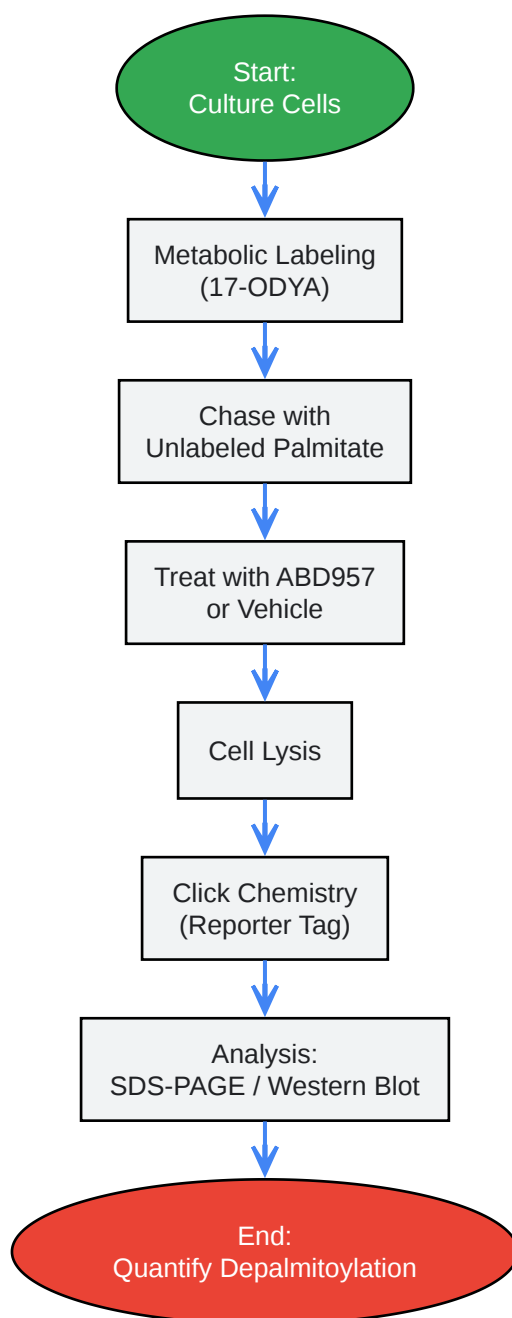 Start:
Culture Cells
Metabolic Labeling
(17-ODYA)
Chase with
Unlabeled Palmitate
Treat with ABD957
or Vehicle
Cell Lysis
Click Chemistry
(Reporter Tag)
Analysis:
SDS-PAGE / Western Blot
End:
Quantify Depalmitoylation